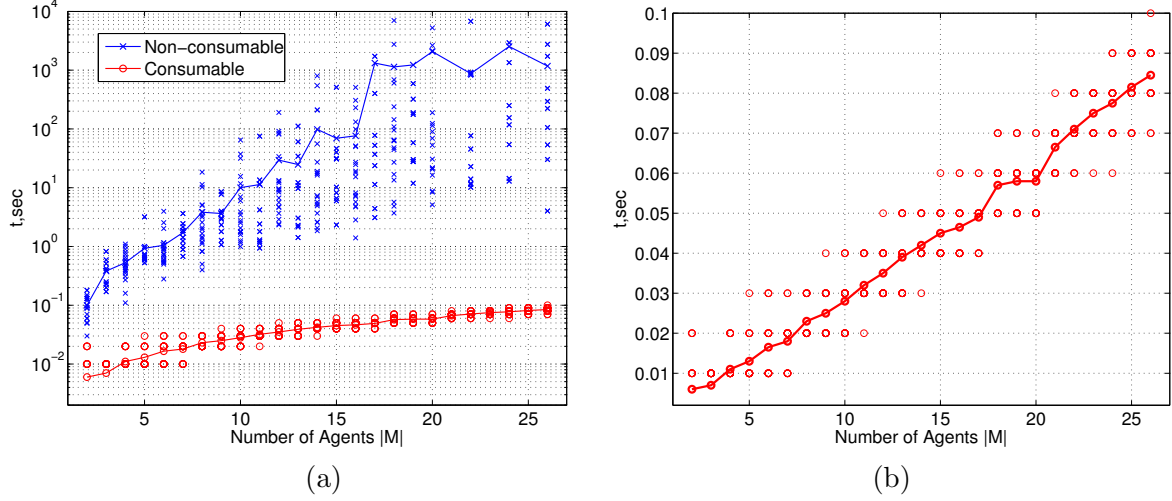 10^4
10^3
10^2
10^1
10^0
10^-1
10^-2
t,sec
Non-consumable
Consumable
5 10 15 20 25
Number of Agents |M|
(a)
0.1
0.09
0.08
0.07
0.06
0.05
0.04
0.03
0.02
0.01
t,sec
5 10 15 20 25
Number of Agents |M|
(b)